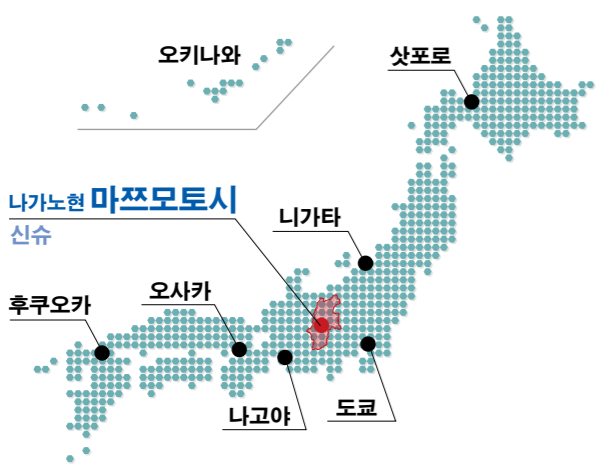 오키나와
삿포로
나가노현 마쯔모토시
신슈
니가타
오사카
후쿠오카
나고야
도쿄